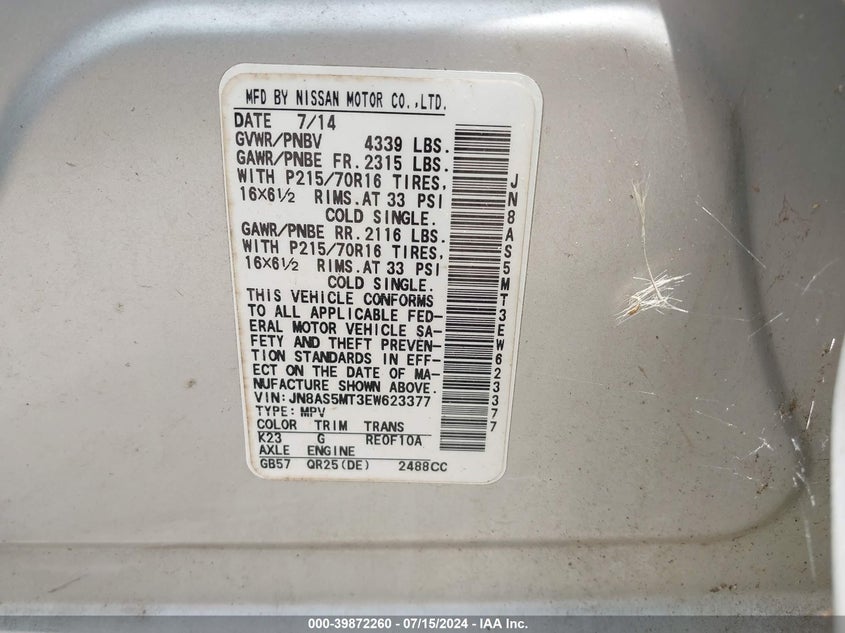 MFD BY NISSAN MOTOR CO.,LTD.
DATE 7/14
GVWR/PNBV 4339 LBS.
GAWR/PNBE FR. 2315 LBS.
WITH P215/70R16 TIRES,
16×6½ RIMS.AT 33 PSI
COLD SINGLE.
GAWR/PNBE RR. 2116 LBS.
WITH P215/70R16 TIRES,
16×6½ RIMS.AT 33 PSI
COLD SINGLE.
THIS VEHICLE CONFORMS
TO ALL APPLICABLE FED-
ERAL MOTOR VEHICLE SA-
FETY AND THEFT PREVEN-
TION STANDARDS IN EFF-
ECT ON THE DATE OF MA-
NUFACTURE SHOWN ABOVE.
VIN: JN8AS5MT3EW623377
TYPE: MPV
COLOR TRIM TRANS
K23 G RE0F10A
AXLE ENGINE
GB57 QR25(DE) 2488CC
JN8AS5MT3EW623377
000-39872260 - 07/15/2024 - IAA Inc.